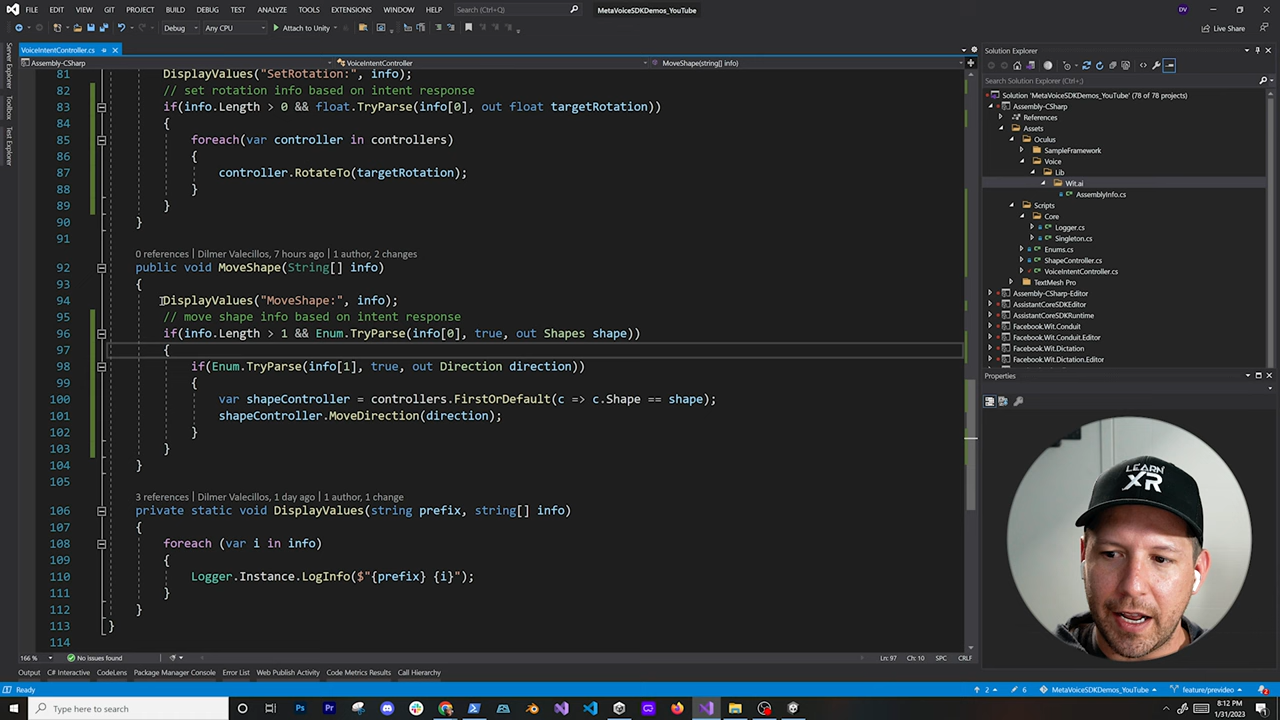 FILE EDIT VIEW GIT PROJECT BUILD DEBUG TEST ANALYZE TOOLS EXTENSIONS WINDOW HELP Search (Ctrl+Q) MetaVoiceSDKDemos_YouTube DV
Debug Any CPU Attach to Unity Live Share
VoiceIntentController.cs
Assembly-CSharp VoiceIntentController MoveShape(string[] info)
81 DisplayValues("SetRotation:", info);
82 // set rotation info based on intent response
83 if(info.Length > 0 && float.TryParse(info[0], out float targetRotation))
84 {
85 foreach(var controller in controllers)
86 {
87 controller.RotateTo(targetRotation);
88 }
89 }
90 }
91
0 references | Dilmer Valecillos, 7 hours ago | 1 author, 2 changes
92 public void MoveShape(String[] info)
93 {
94 DisplayValues("MoveShape:", info);
95 // move shape info based on intent response
96 if(info.Length > 1 && Enum.TryParse(info[0], true, out Shapes shape))
97 {
98 if(Enum.TryParse(info[1], true, out Direction direction))
99 {
100 var shapeController = controllers.FirstOrDefault(c => c.Shape == shape);
101 shapeController.MoveDirection(direction);
102 }
103 }
104 }
105
3 references | Dilmer Valecillos, 1 day ago | 1 author, 1 change
106 private static void DisplayValues(string prefix, string[] info)
107 {
108 foreach (var i in info)
109 {
110 Logger.Instance.LogInfo($"{prefix} {i}");
111 }
112 }
113 }
114
166 % No issues found Ln: 97 Ch: 10 SPC CRLF
Server Explorer
Toolbox
Test Explorer
Solution Explorer
Search Solution Explorer (Ctrl+;)
Solution 'MetaVoiceSDKDemos_YouTube' (78 of 78 projects)
Assembly-CSharp
References
Assets
Oculus
SampleFramework
Voice
Lib
Wit.ai
AssemblyInfo.cs
Scripts
Core
Logger.cs
Singleton.cs
Enums.cs
ShapeController.cs
VoiceIntentController.cs
TextMesh Pro
Assembly-CSharp-Editor
AssistantCoreSDKEditor
AssistantCoreSDKRuntime
Facebook.Wit.Conduit
Facebook.Wit.Conduit.Editor
Facebook.Wit.Dictation
Facebook.Wit.Dictation.Editor
Properties
LEARN
XR
Output C# Interactive CodeLens Package Manager Console Error List Web Publish Activity Code Metrics Results Call Hierarchy
Ready 2 6 MetaVoiceSDKDemos_YouTube feature/prevideo 2
Type here to search 8:12 PM
1/31/2023